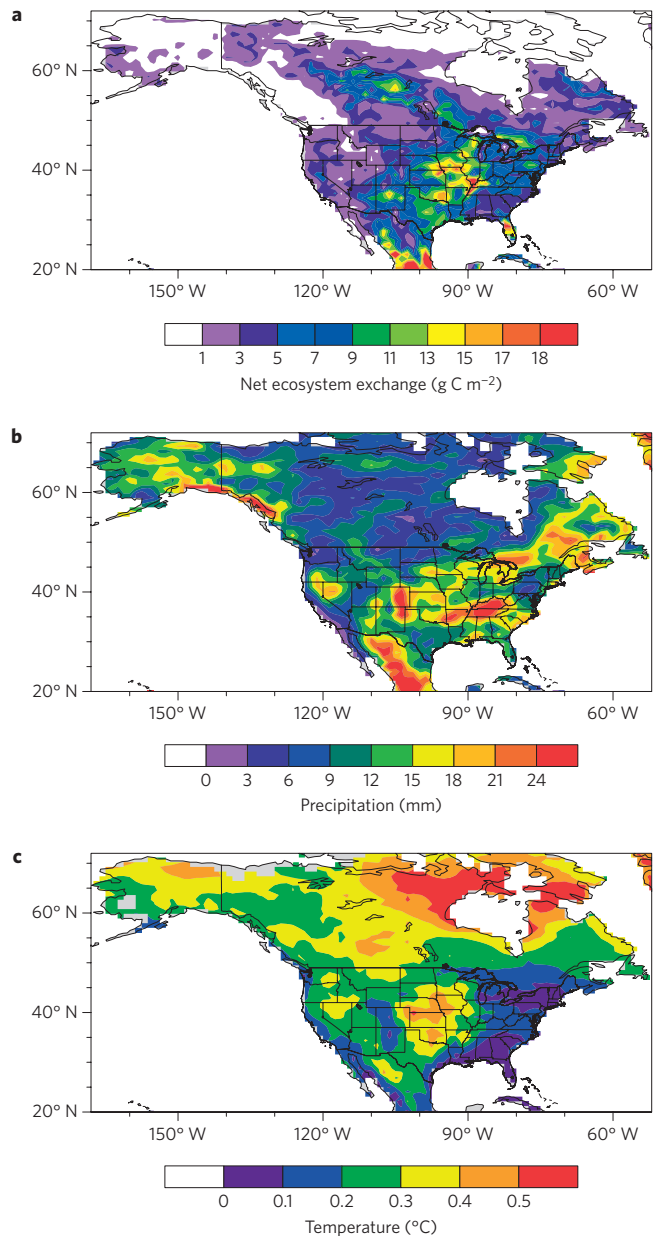 a
60° N
40° N
20° N
150° W 120° W 90° W 60° W
1 3 5 7 9 11 13 15 17 18
Net ecosystem exchange (g C m⁻²)
b
60° N
40° N
20° N
150° W 120° W 90° W 60° W
0 3 6 9 12 15 18 21 24
Precipitation (mm)
c
60° N
40° N
20° N
150° W 120° W 90° W 60° W
0 0.1 0.2 0.3 0.4 0.5
Temperature (°C)